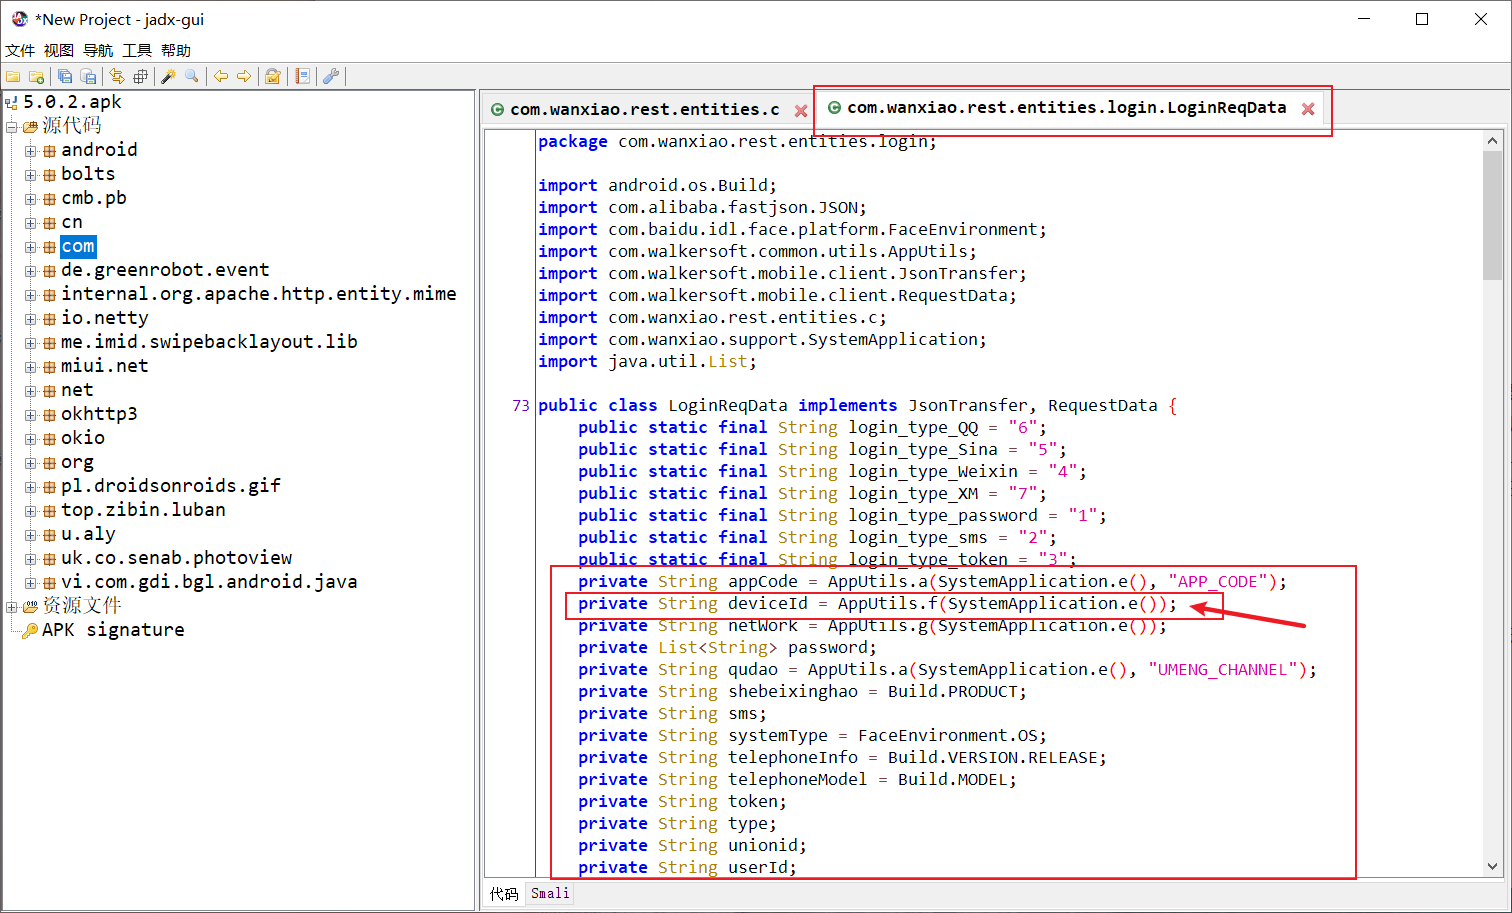 *New Project - jadx-gui
文件 视图 导航 工具 帮助
5.0.2.apk
源代码
android
bolts
cmb.pb
cn
com
de.greenrobot.event
internal.org.apache.http.entity.mime
io.netty
me.imid.swipebacklayout.lib
miui.net
net
okhttp3
okio
org
pl.droidsonroids.gif
top.zibin.luban
u.aly
uk.co.senab.photoview
vi.com.gdi.bgl.android.java
资源文件
APK signature
com.wanxiao.rest.entities.c
com.wanxiao.rest.entities.login.LoginReqData
package com.wanxiao.rest.entities.login;
import android.os.Build;
import com.alibaba.fastjson.JSON;
import com.baidu.idl.face.platform.FaceEnvironment;
import com.walkersoft.common.utils.AppUtils;
import com.walkersoft.mobile.client.JsonTransfer;
import com.walkersoft.mobile.client.RequestData;
import com.wanxiao.rest.entities.c;
import com.wanxiao.support.SystemApplication;
import java.util.List;
73 public class LoginReqData implements JsonTransfer, RequestData {
public static final String login_type_QQ = "6";
public static final String login_type_Sina = "5";
public static final String login_type_Weixin = "4";
public static final String login_type_XM = "7";
public static final String login_type_password = "1";
public static final String login_type_sms = "2";
public static final String login_type_token = "3";
private String appCode = AppUtils.a(SystemApplication.e(), "APP_CODE");
private String deviceId = AppUtils.f(SystemApplication.e());
private String netWork = AppUtils.g(SystemApplication.e());
private List<String> password;
private String qudao = AppUtils.a(SystemApplication.e(), "UMENG_CHANNEL");
private String shebeixinghao = Build.PRODUCT;
private String sms;
private String systemType = FaceEnvironment.OS;
private String telephoneInfo = Build.VERSION.RELEASE;
private String telephoneModel = Build.MODEL;
private String token;
private String type;
private String unionid;
private String userId;
代码 Smali